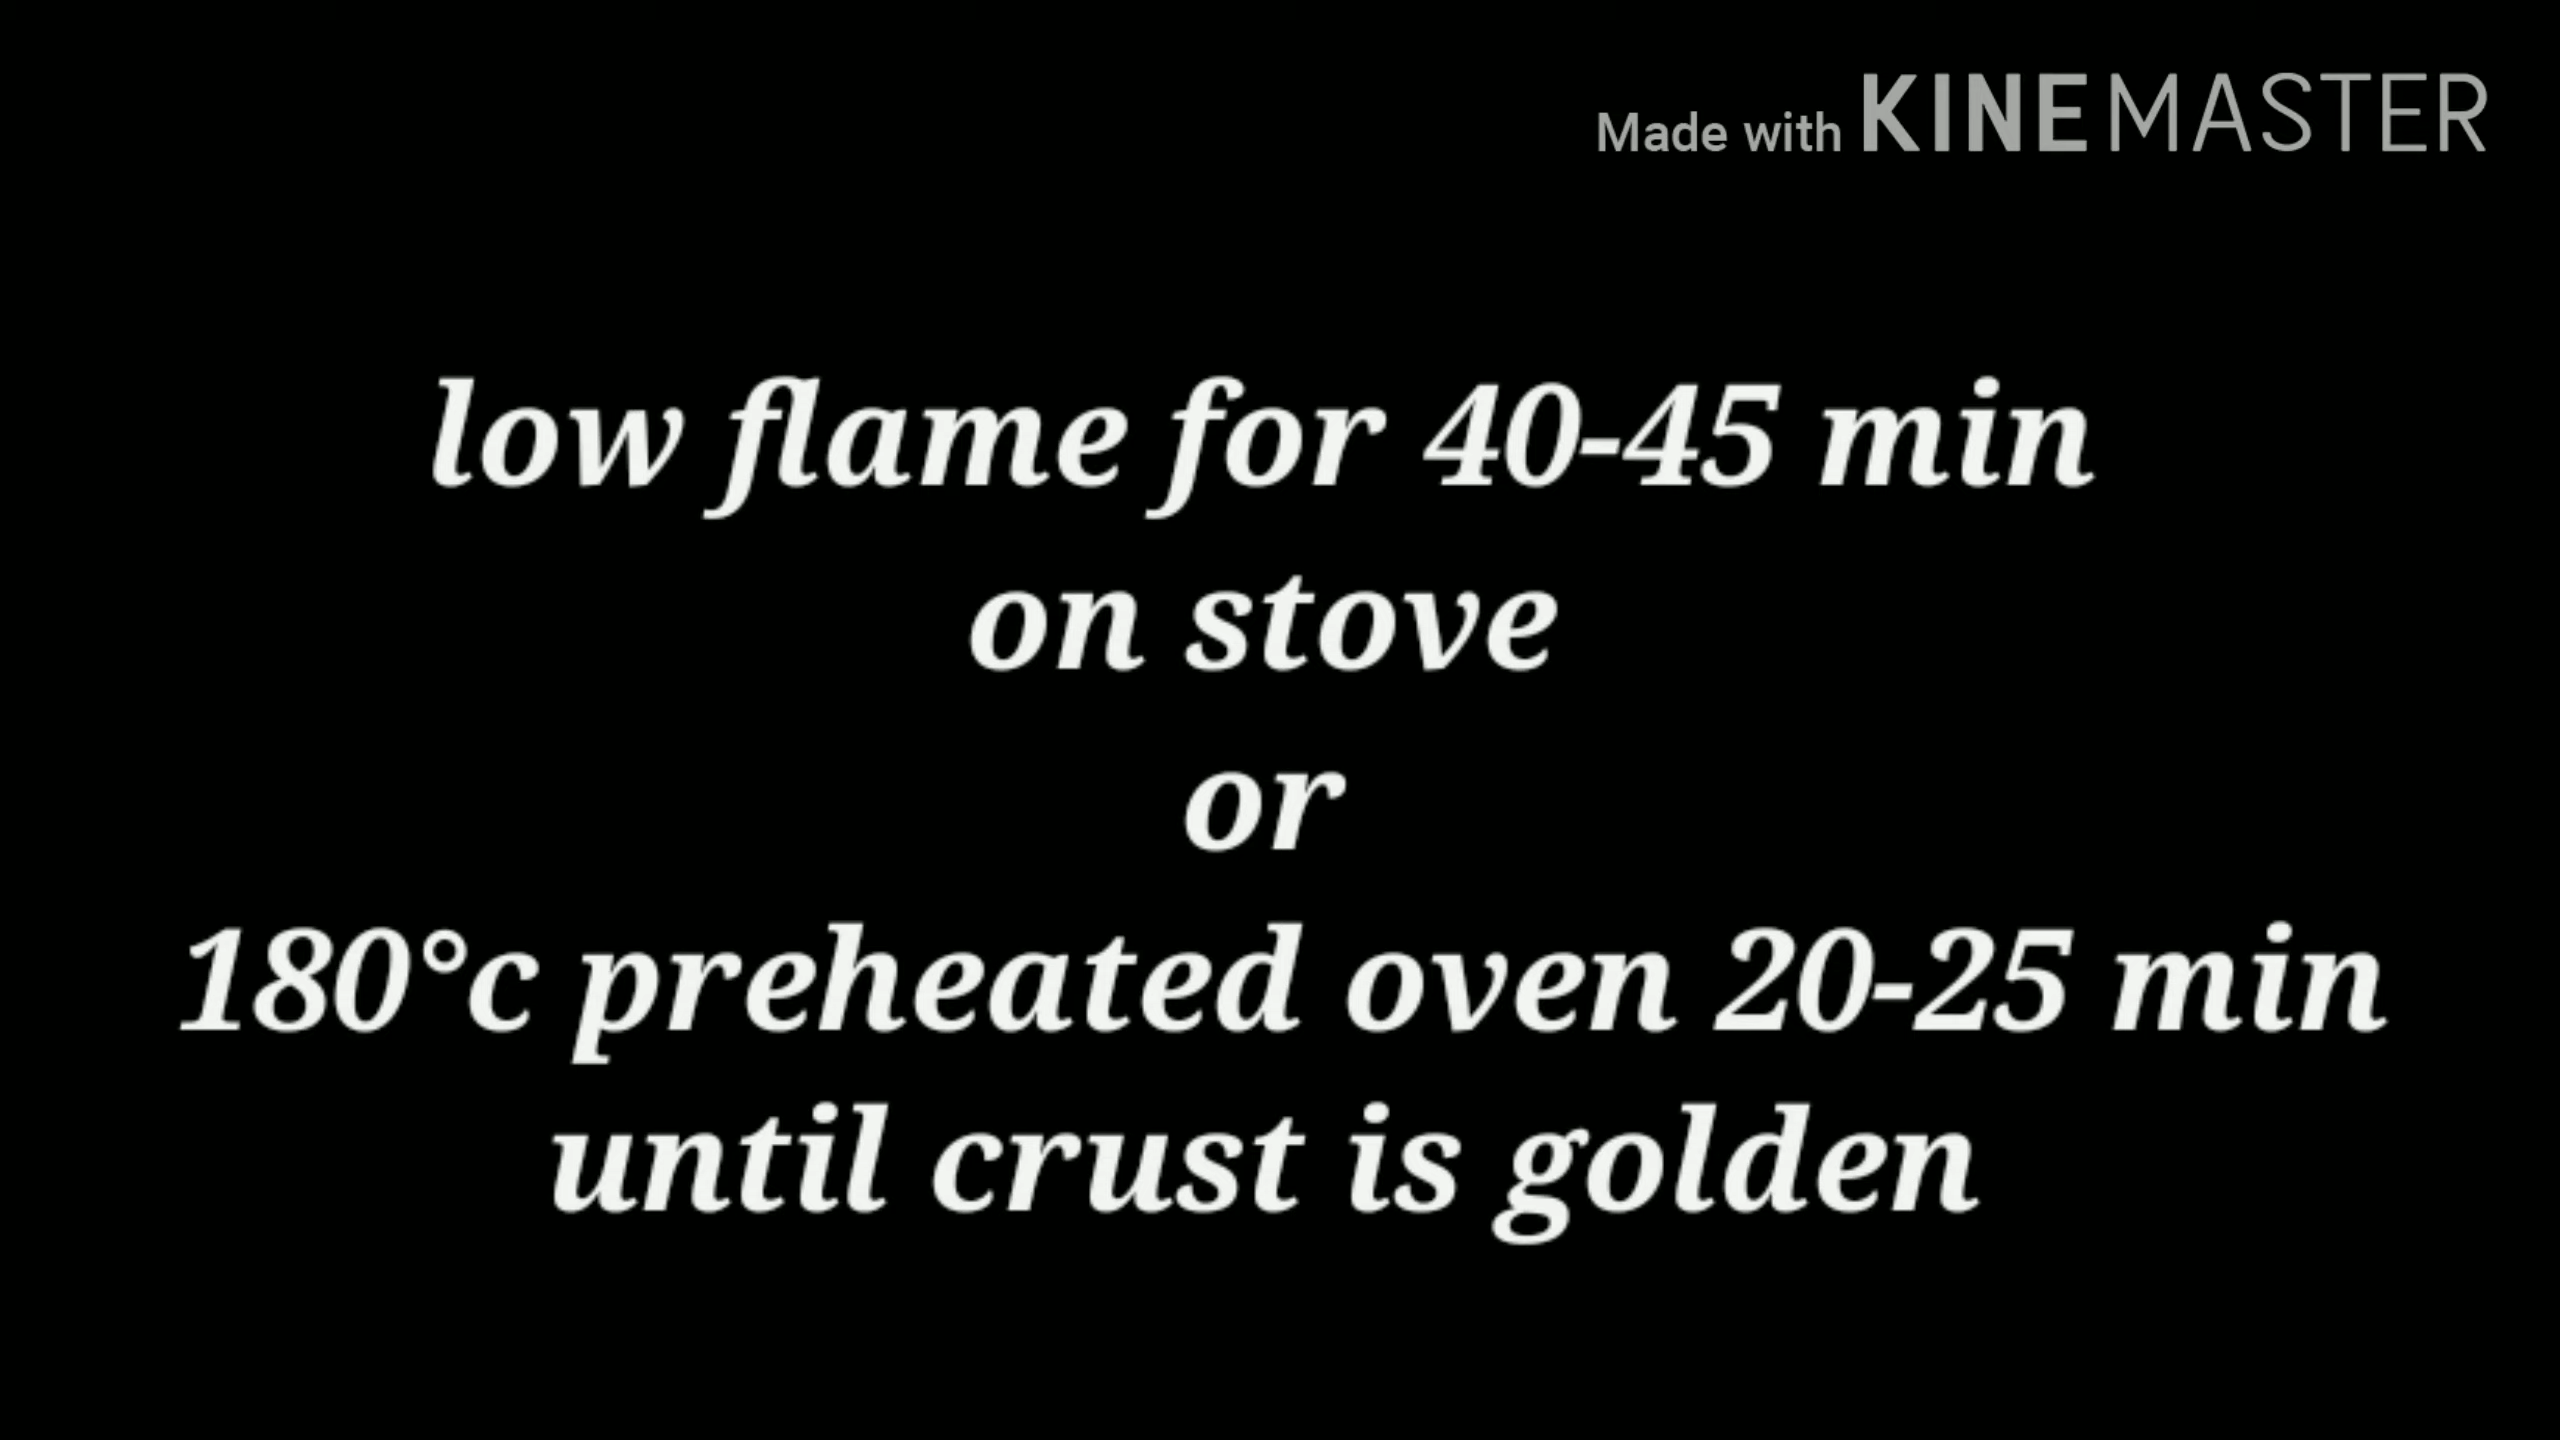 Made with KINEMASTER
low flame for 40-45 min
on stove
or
180°c preheated oven 20-25 min
until crust is golden